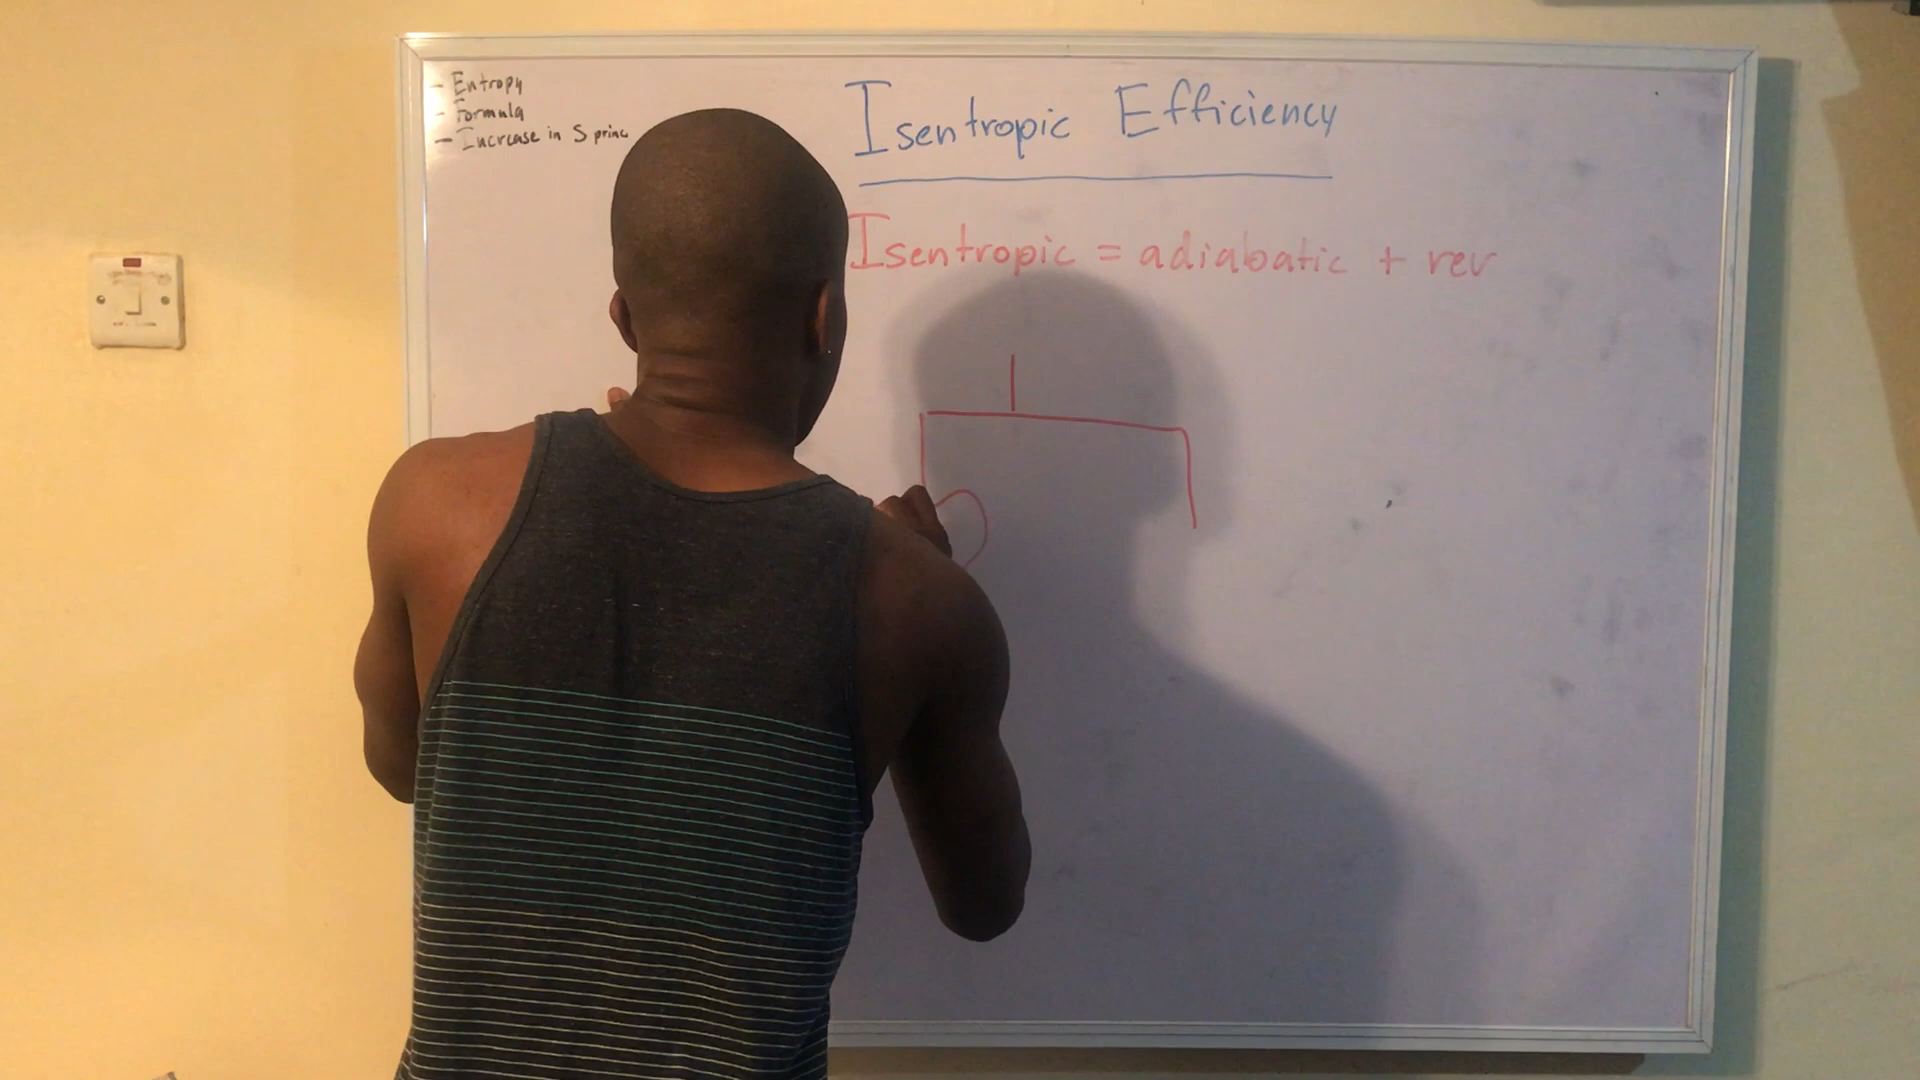 - Entropy
- Formula
- Increase in S princ
Isentropic Efficiency
Isentropic = adiabatic + rev